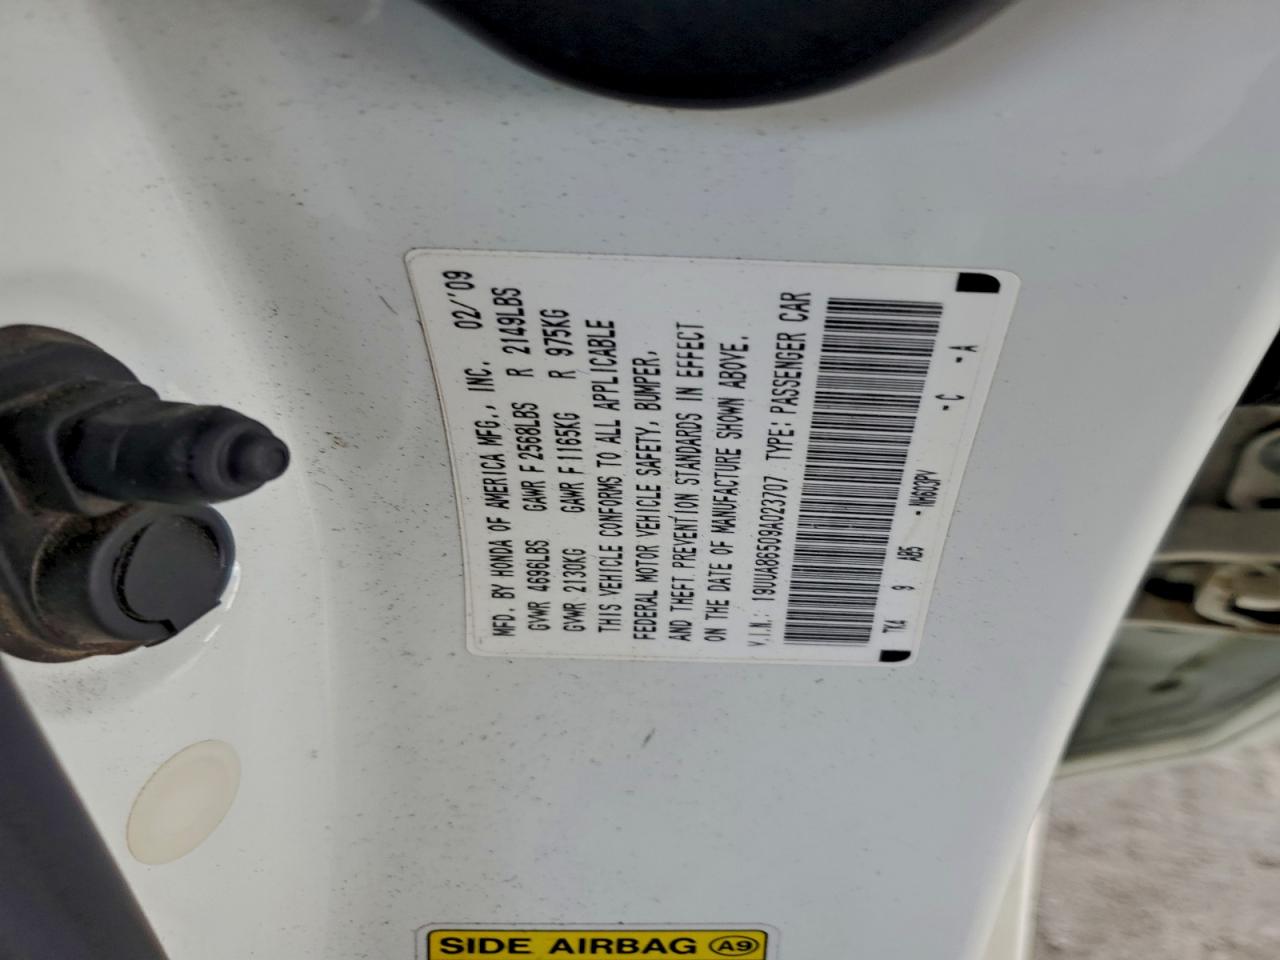 MFD. BY HONDA OF AMERICA MFG., INC. 02/'09
GVWR 4696LBS GAWR F 2568LBS R 2149LBS
GVWR 2130KG GAWR F 1165KG R 975KG
THIS VEHICLE CONFORMS TO ALL APPLICABLE
FEDERAL MOTOR VEHICLE SAFETY, BUMPER,
AND THEFT PREVENTION STANDARDS IN EFFECT
ON THE DATE OF MANUFACTURE SHOWN ABOVE.
V.I.N.: 19UUA86509A023707 TYPE: PASSENGER CAR
TK4 9 AB5 - NH603PV - C - A
SIDE AIRBAG A9